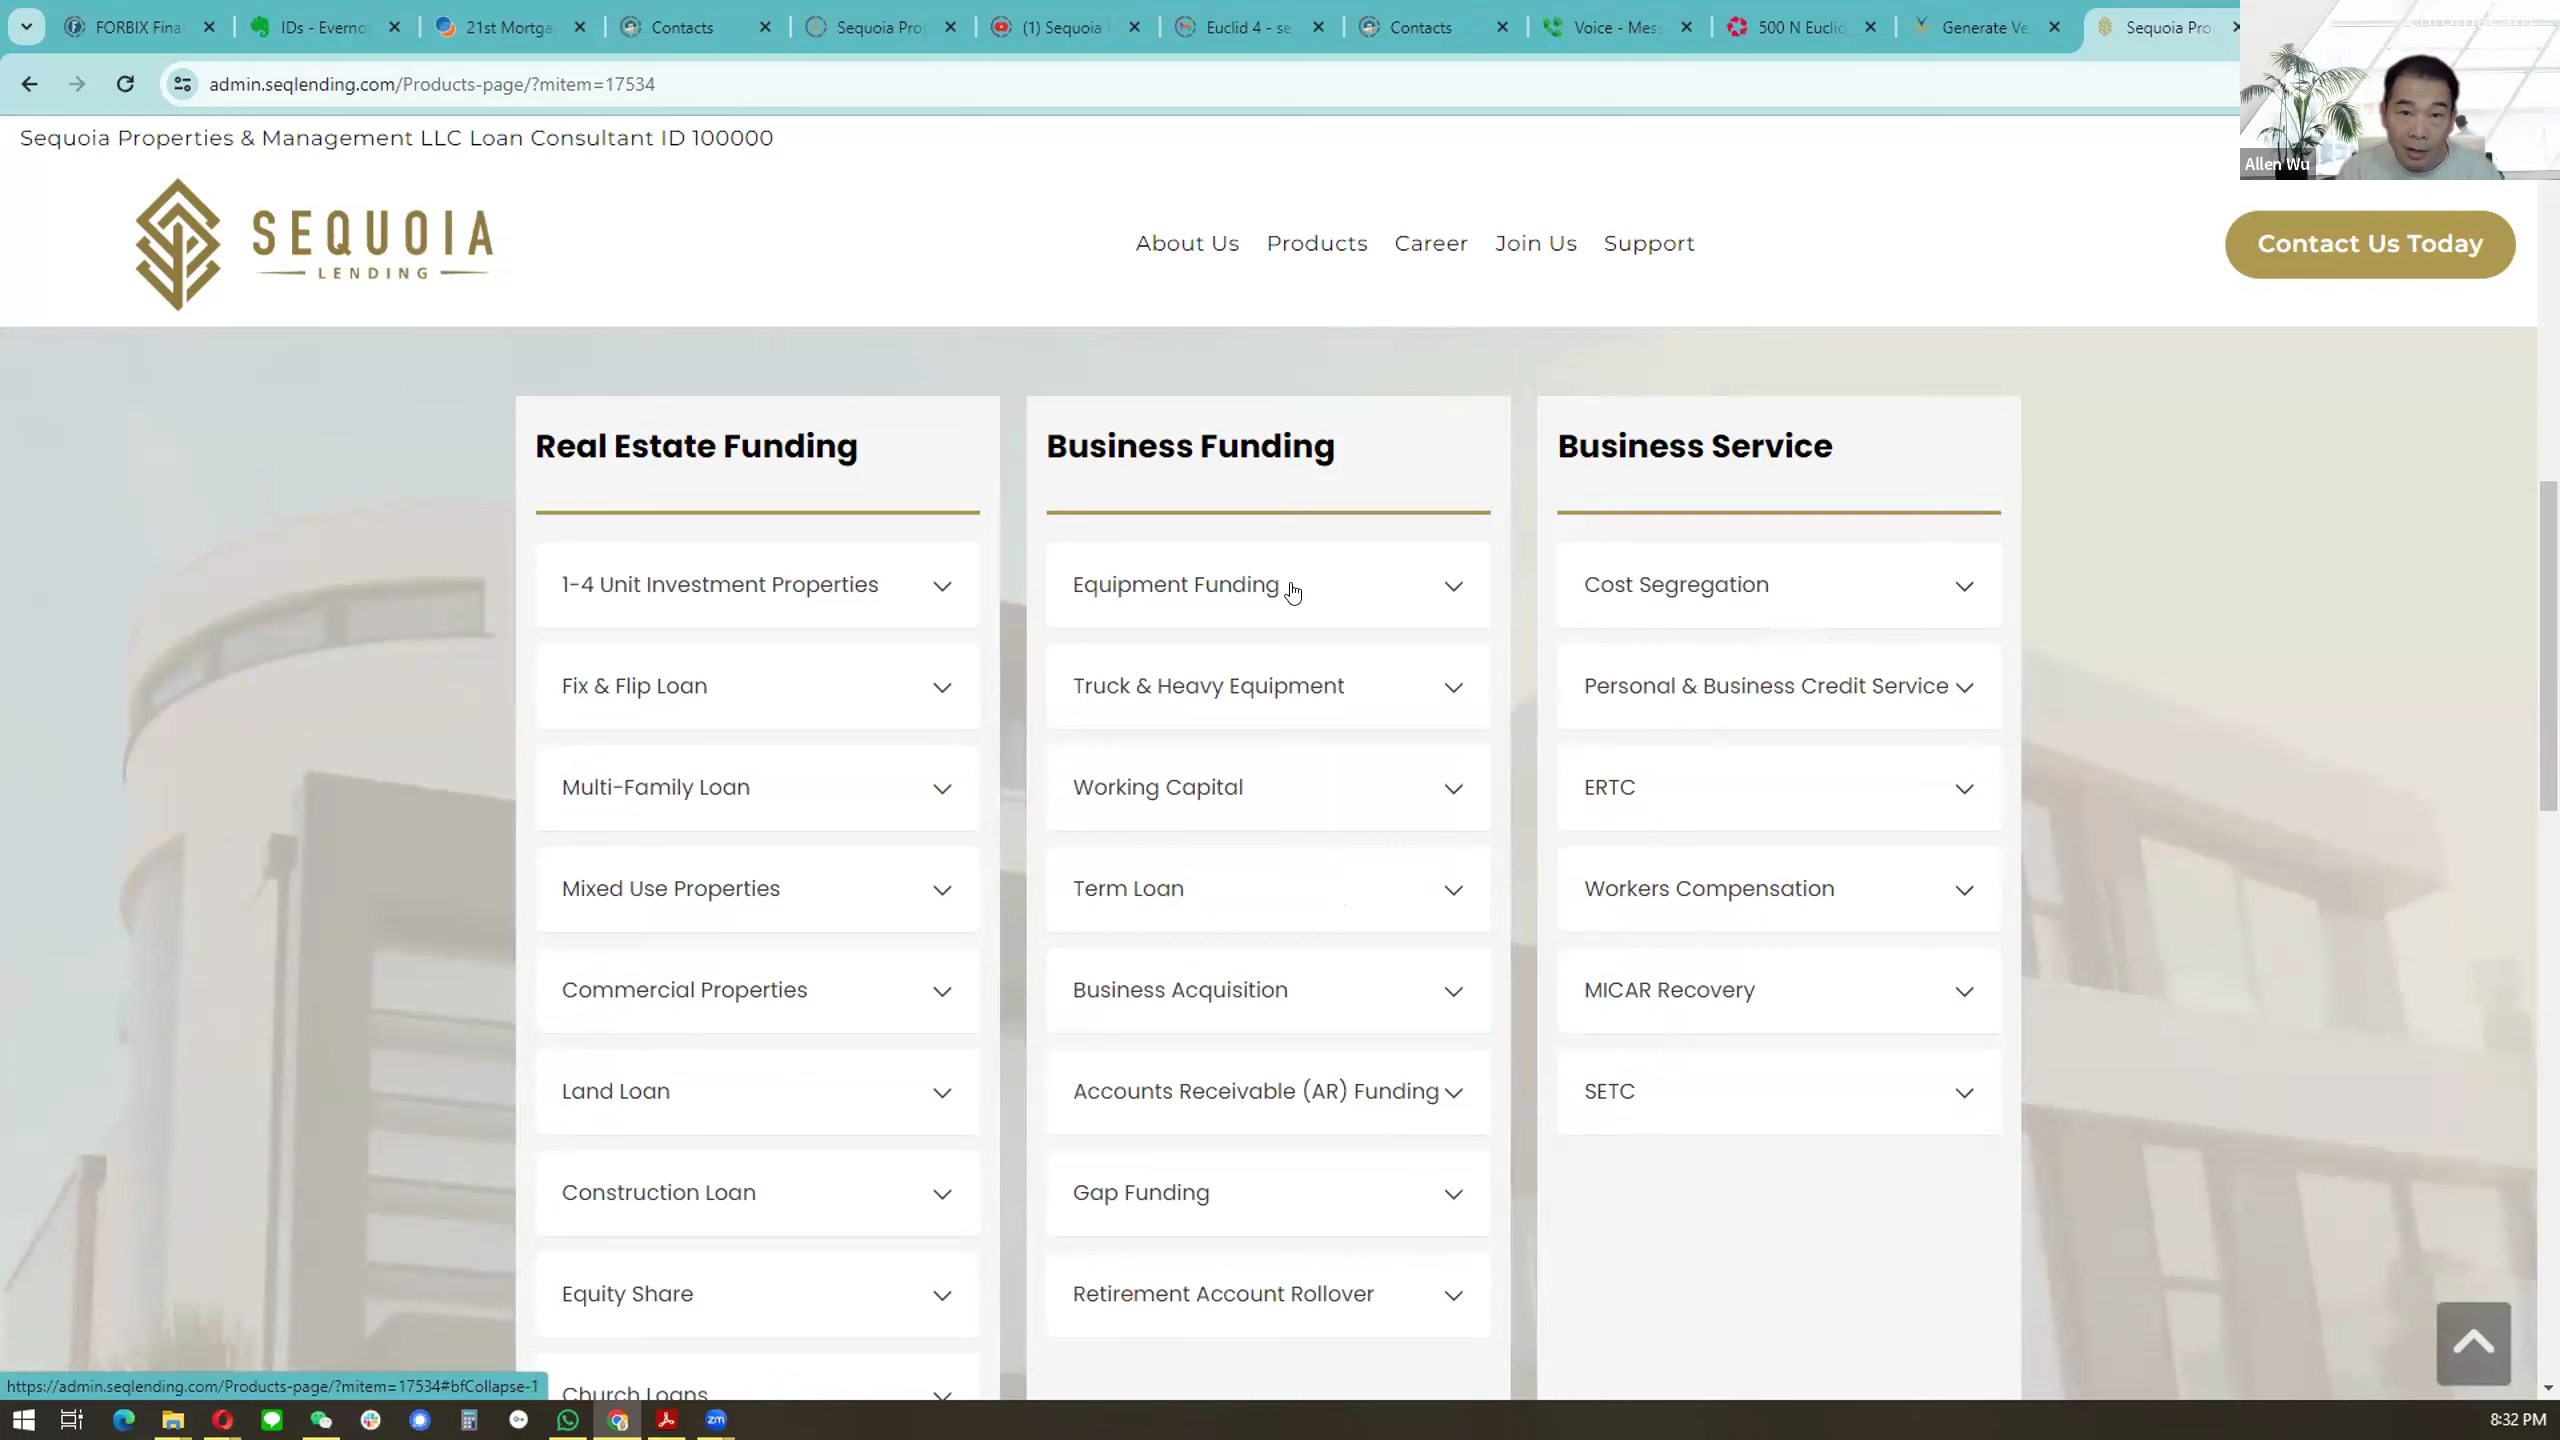 FORBIX Fina
IDs - Everno
21st Mortga
Contacts
Sequoia Pro
(1) Sequoia
Euclid 4 - se
Contacts
Voice - Mess
500 N Euclid
Generate Ve
Sequoia Pro
admin.seqlending.com/Products-page/?mitem=17534
Allen Wu
Sequoia Properties & Management LLC Loan Consultant ID 100000
SEQUOIA
LENDING
About Us
Products
Career
Join Us
Support
Contact Us Today
Real Estate Funding
1-4 Unit Investment Properties
Fix & Flip Loan
Multi-Family Loan
Mixed Use Properties
Commercial Properties
Land Loan
Construction Loan
Equity Share
Church Loans
Business Funding
Equipment Funding
Truck & Heavy Equipment
Working Capital
Term Loan
Business Acquisition
Accounts Receivable (AR) Funding
Gap Funding
Retirement Account Rollover
Business Service
Cost Segregation
Personal & Business Credit Service
ERTC
Workers Compensation
MICAR Recovery
SETC
https://admin.seqlending.com/Products-page/?mitem=17534#bfCollapse-1
zm
8:32 PM